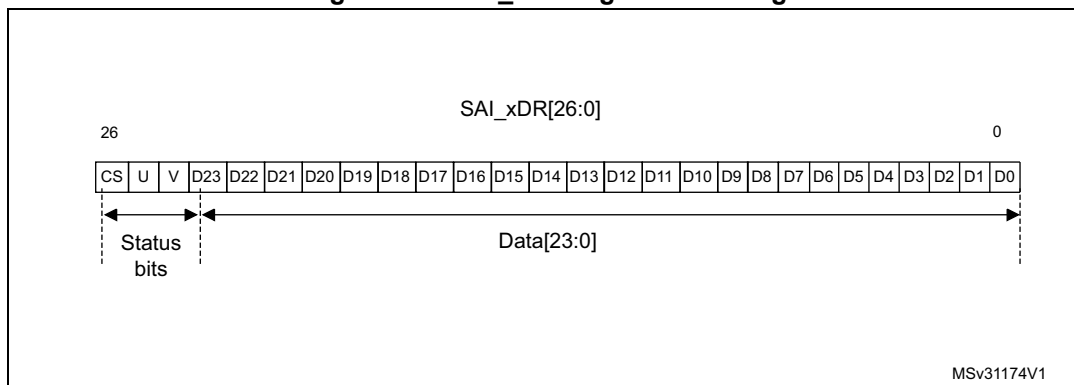 SAI_xDR[26:0]
26 0
CS U V D23 D22 D21 D20 D19 D18 D17 D16 D15 D14 D13 D12 D11 D10 D9 D8 D7 D6 D5 D4 D3 D2 D1 D0
Status
bits
Data[23:0]
MSv31174V1